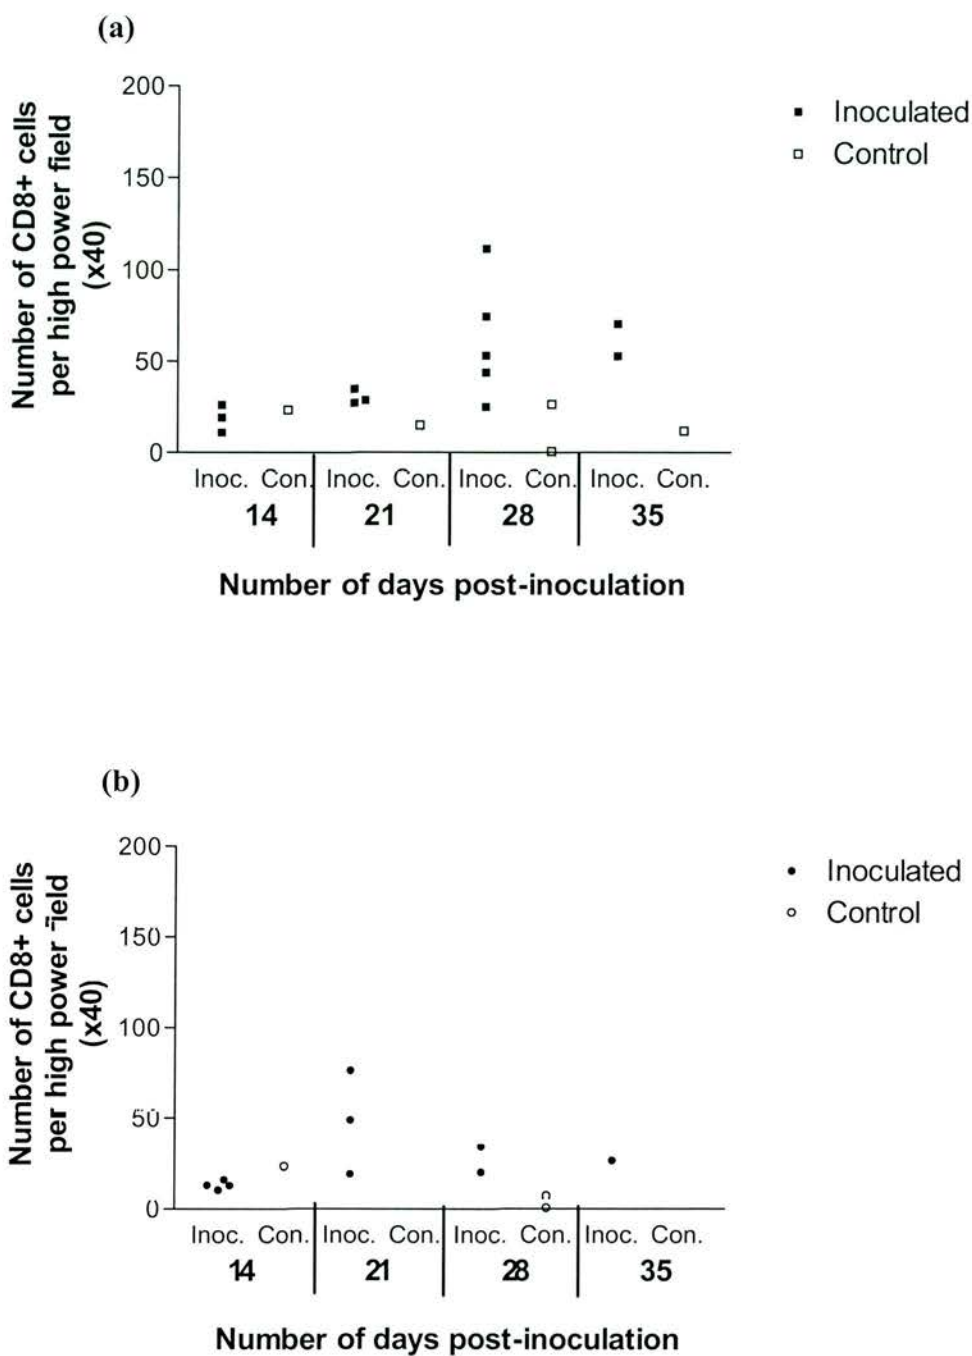 (a)
200
150
100
50
0
Number of CD8+ cells
per high power field
(x40)
Inoculated
Control
Inoc. Con. Inoc. Con. Inoc. Con. Inoc. Con.
14 21 28 35
Number of days post-inoculation
(b)
200
150
100
50
0
Number of CD8+ cells
per high power field
(x40)
Inoculated
Control
Inoc. Con. Inoc. Con. Inoc. Con. Inoc. Con.
14 21 28 35
Number of days post-inoculation